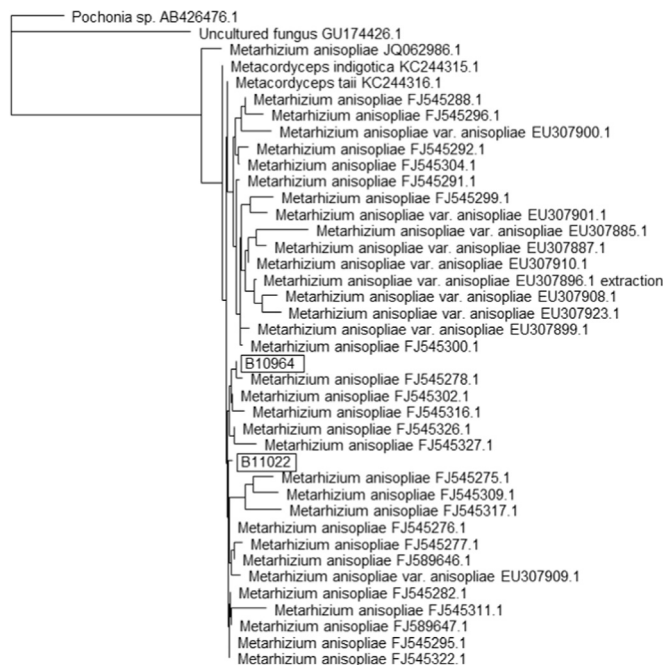 Pochonia sp. AB426476.1
Uncultured fungus GU174426.1
Metarhizium anisopliae JQ062986.1
Metacordyceps indigotica KC244315.1
Metacordyceps taii KC244316.1
Metarhizium anisopliae FJ545288.1
Metarhizium anisopliae FJ545296.1
Metarhizium anisopliae var. anisopliae EU307900.1
Metarhizium anisopliae FJ545292.1
Metarhizium anisopliae FJ545304.1
Metarhizium anisopliae FJ545291.1
Metarhizium anisopliae FJ545299.1
Metarhizium anisopliae var. anisopliae EU307901.1
Metarhizium anisopliae var. anisopliae EU307885.1
Metarhizium anisopliae var. anisopliae EU307887.1
Metarhizium anisopliae var. anisopliae EU307910.1
Metarhizium anisopliae var. anisopliae EU307896.1 extraction
Metarhizium anisopliae var. anisopliae EU307908.1
Metarhizium anisopliae var. anisopliae EU307923.1
Metarhizium anisopliae var. anisopliae EU307899.1
Metarhizium anisopliae FJ545300.1
B10964
Metarhizium anisopliae FJ545278.1
Metarhizium anisopliae FJ545302.1
Metarhizium anisopliae FJ545316.1
Metarhizium anisopliae FJ545326.1
Metarhizium anisopliae FJ545327.1
B11022
Metarhizium anisopliae FJ545275.1
Metarhizium anisopliae FJ545309.1
Metarhizium anisopliae FJ545317.1
Metarhizium anisopliae FJ545276.1
Metarhizium anisopliae FJ545277.1
Metarhizium anisopliae FJ589646.1
Metarhizium anisopliae var. anisopliae EU307909.1
Metarhizium anisopliae FJ545282.1
Metarhizium anisopliae FJ545311.1
Metarhizium anisopliae FJ589647.1
Metarhizium anisopliae FJ545295.1
Metarhizium anisopliae FJ545322.1